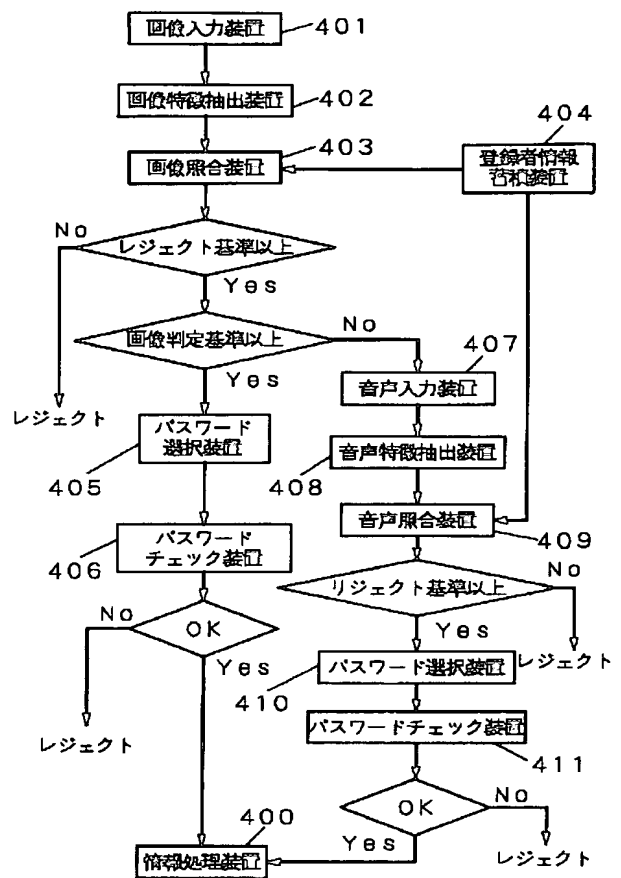 画像入力装置
401
画像特徴抽出装置
402
404
403
画像照合装置
登録者情報
蓄積装置
No
レジェクト基準以上
Yes
画像判定基準以上
No
407
Yes
音声入力装置
レジェクト
パスワード
選択装置
405
音声特徴抽出装置
408
音声照合装置
409
パスワード
チェック装置
406
リジェクト基準以上
No
No
OK
Yes
Yes
レジェクト
パスワード選択装置
410
レジェクト
パスワードチェック装置
411
OK
No
400
Yes
情報処理装置
レジェクト